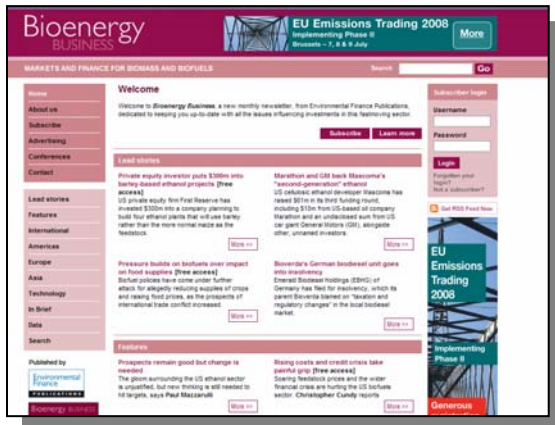 Bioenergy
BUSINESS
EU Emissions Trading 2008
Implementing Phase II
Brussels – 7, 8 & 9 July
More
MARKETS AND FINANCE FOR BIOMASS AND BIOFUELS
Search
Go
Home
About us
Subscribe
Advertising
Conferences
Contact
Lead stories
Features
International
Americas
Europe
Asia
Technology
In Brief
Data
Search
Published by
Environmental
Finance
PUBLICATIONS
Bioenergy BUSINESS
Welcome
Welcome to Bioenergy Business, a new monthly newsletter, from Environmental Finance Publications,
dedicated to keeping you up-to-date with all the issues influencing investments in this fastmoving sector.
Subscribe
Learn more
Lead stories
Private equity investor puts $300m into
barley-based ethanol projects [free
access]
US private equity firm First Reserve has
invested $300m into a company planning to
build four ethanol plants that will use barley
rather than the more normal maize as the
feedstock.
More >>
Marathon and GM back Mascoma's
"second-generation" ethanol
US cellulosic ethanol developer Mascoma has
raised $61m in its third funding round,
including $10m from US-based oil company
Marathon and an undisclosed sum from US
car giant General Motors (GM), alongside
other, unnamed investors.
More >>
Pressure builds on biofuels over impact
on food supplies [free access]
Biofuel policies have come under further
attack for allegedly reducing supplies of crops
and raising food prices, as the prospects of
international trade conflict increased.
More >>
Bioverda's German biodiesel unit goes
into insolvency
Emerald Biodiesel Holdings (EBHG) of
Germany has filed for insolvency, which its
parent Bioverda blamed on "taxation and
regulatory changes" in the local biodiesel
market.
More >>
Features
Prospects remain good but change is
needed
The gloom surrounding the US ethanol sector
is unjustified, but new thinking is still needed to
hit targets, says Paul Mazzarulli
More >>
Rising costs and credit crisis take
painful grip [free access]
Soaring feedstock prices and the wider
financial crisis are hurting the US biofuels
sector. Christopher Cundy reports
More >>
Subscriber login
Username
Password
Login
Forgotten your
login?
Not a subscriber?
Get RSS Feed Now
EU
Emissions
Trading
2008
Implementing
Phase II
Generous